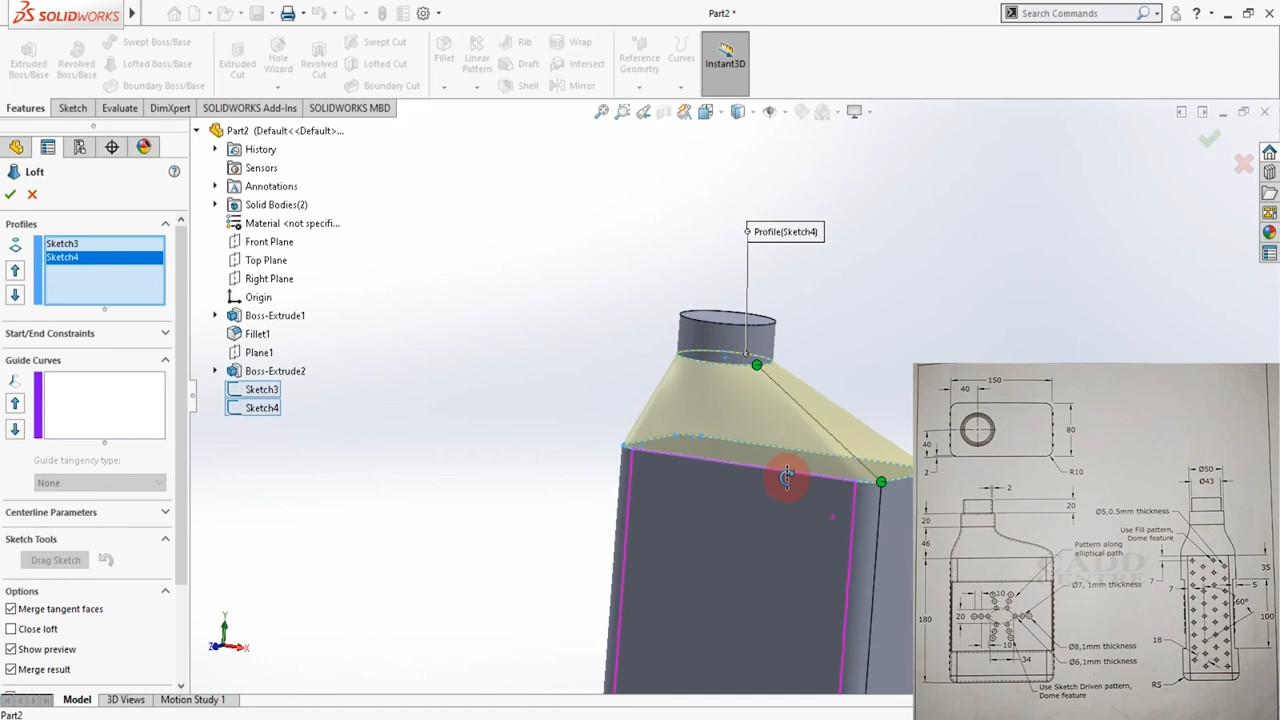 SOLIDWORKS
Part2 *
Search Commands
Extruded Boss/Base
Revolved Boss/Base
Swept Boss/Base
Lofted Boss/Base
Boundary Boss/Base
Extruded Cut
Hole Wizard
Revolved Cut
Swept Cut
Lofted Cut
Boundary Cut
Fillet
Linear Pattern
Rib
Draft
Shell
Wrap
Intersect
Mirror
Reference Geometry
Curves
Instant3D
Features
Sketch
Evaluate
DimXpert
SOLIDWORKS Add-Ins
SOLIDWORKS MBD
Loft
Profiles
Sketch3
Sketch4
Start/End Constraints
Guide Curves
Guide tangency type:
None
Centerline Parameters
Sketch Tools
Drag Sketch
Options
Merge tangent faces
Close loft
Show preview
Merge result
Part2 (Default<<Default>...
History
Sensors
Annotations
Solid Bodies(2)
Material <not specifi...
Front Plane
Top Plane
Right Plane
Origin
Boss-Extrude1
Fillet1
Plane1
Boss-Extrude2
Sketch3
Sketch4
Profile(Sketch4)
Y
X
Z
150
40
80
40
2
R10
Ø50
Ø43
2
20
20
46
Ø5,0.5mm thickness
Use Fill pattern,
Dome feature
Pattern along
elliptical path
CADD
CENTRE
Ø7, 1mm thickness
7
7
35
5
60°
100
180
10
20
10
34
Ø8,1mm thickness
Ø6,1mm thickness
18
R5
Use Sketch Driven pattern,
Dome feature
Model
3D Views
Motion Study 1
Part2